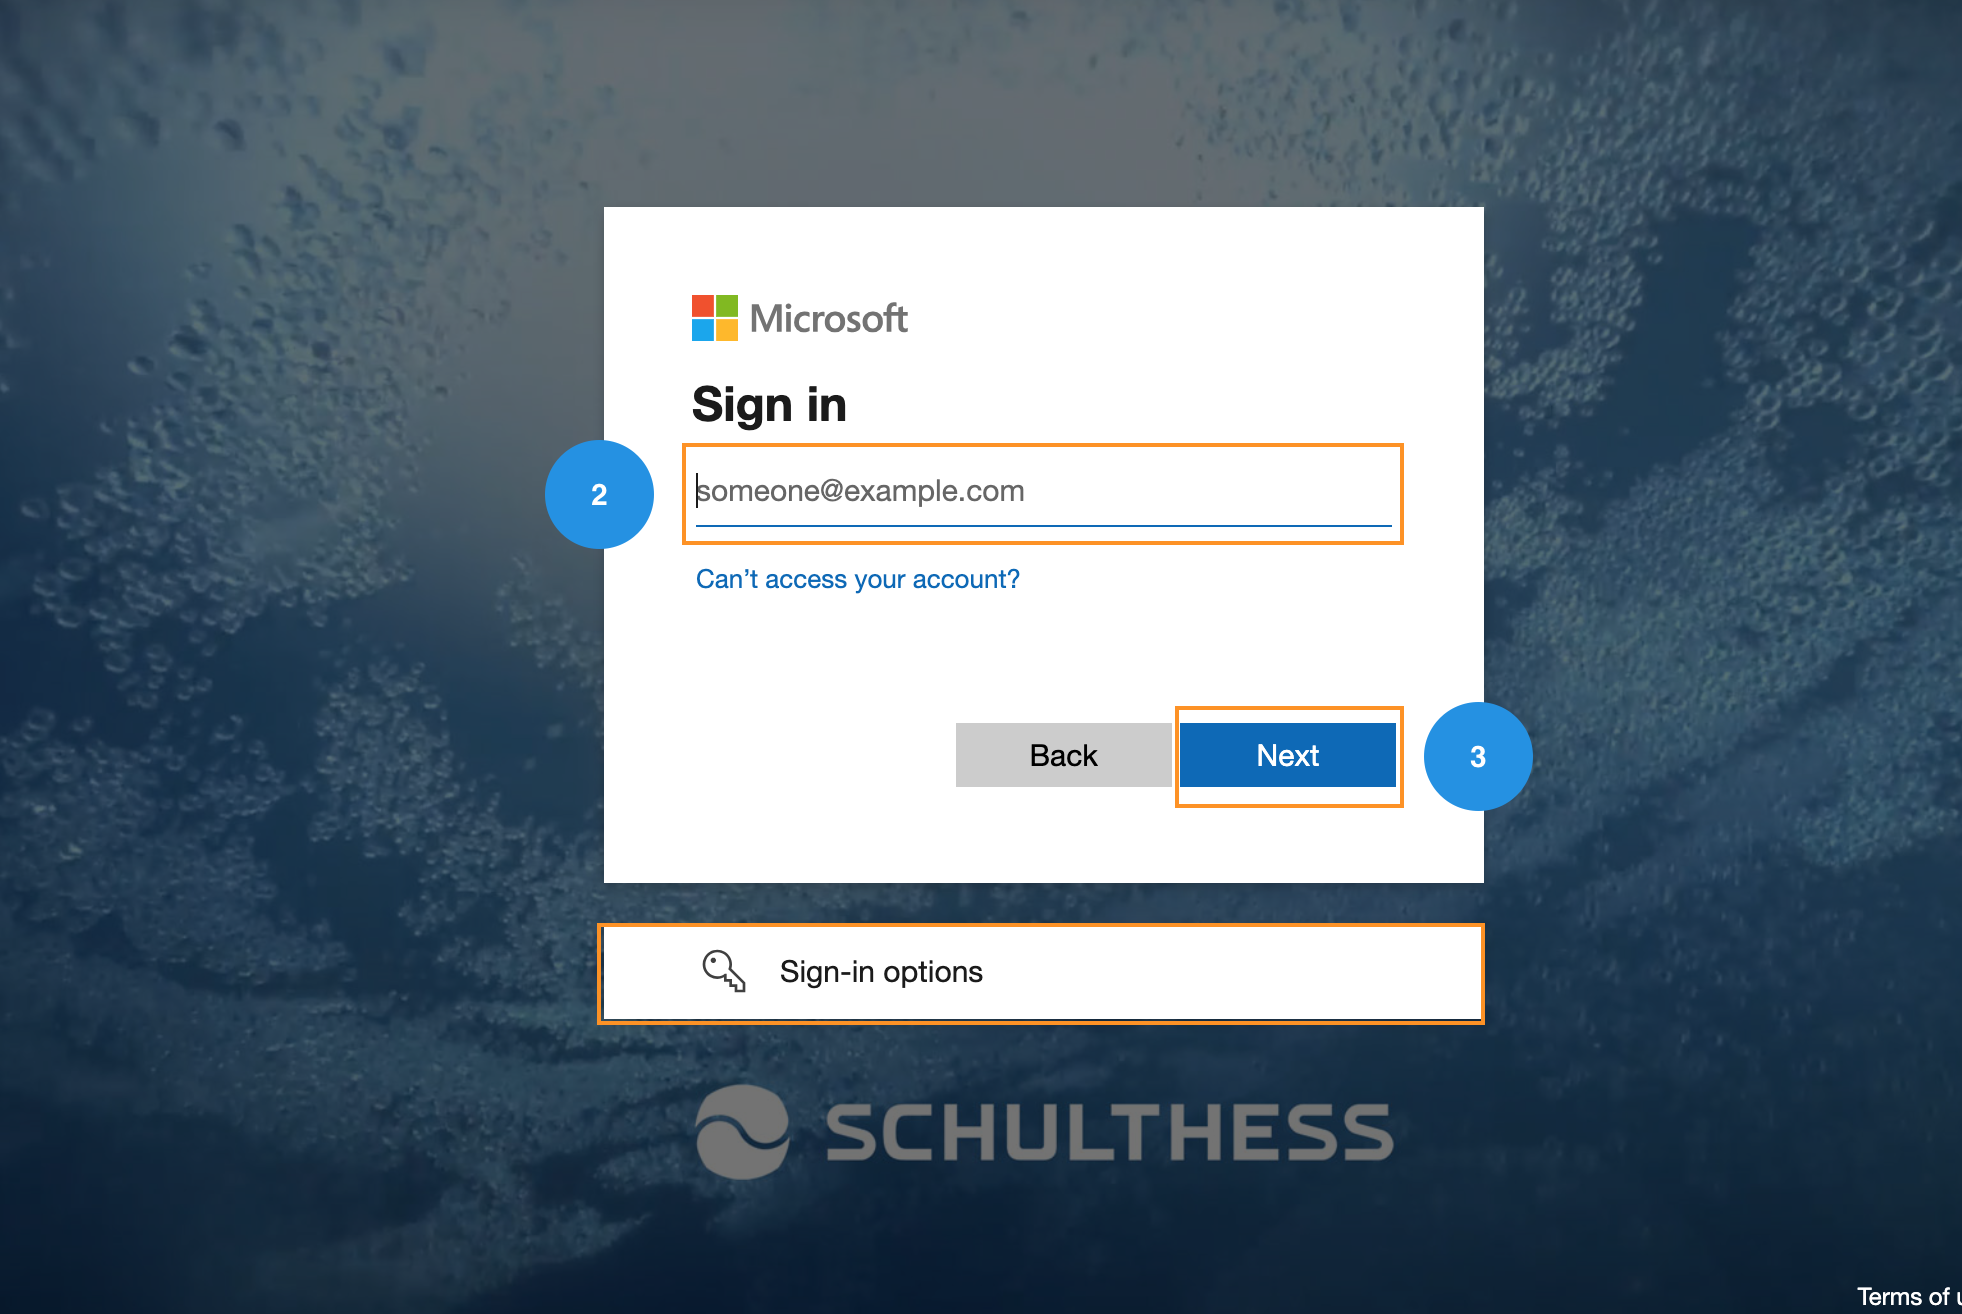 Microsoft
Sign in
2
someone@example.com
Can't access your account?
Back
Next
3
Sign-in options
SCHULTHESS
Terms of